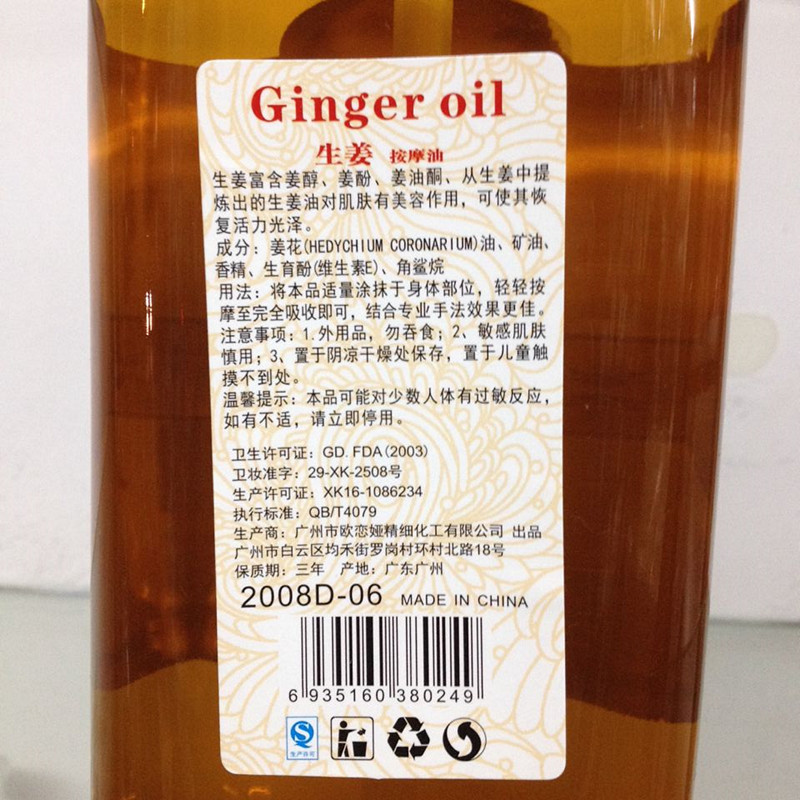 Ginger oil
生姜 按摩油
生姜富含姜醇、姜酚、姜油酮、从生姜中提
炼出的生姜油对肌肤有美容作用，可使其恢
复活力光泽。
成分：姜花(HEDYCHIUM CORONARIUM)油、矿油、
香精、生育酚(维生素E)、角鲨烷
用法：将本品适量涂抹于身体部位，轻轻按
摩至完全吸收即可，结合专业手法效果更佳。
注意事项：1.外用品，勿吞食；2、敏感肌肤
慎用；3、置于阴凉干燥处保存，置于儿童触
摸不到处。
温馨提示：本品可能对少数人体有过敏反应，
如有不适，请立即停用。
卫生许可证：GD.FDA(2003)
卫妆准字：29-XK-2508号
生产许可证：XK16-1086234
执行标准：QB/T4079
生产商：广州市欧恋娅精细化工有限公司 出品
广州市白云区均禾街罗岗村环村北路18号
保质期：三年 产地：广东广州
2008D-06 MADE IN CHINA
6 935160 380249
生产许可